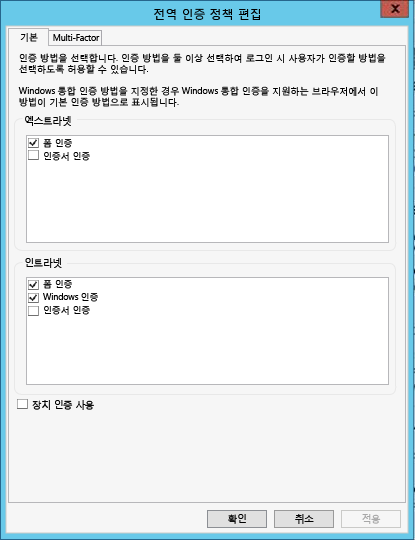 전역 인증 정책 편집
기본 Multi-Factor
인증 방법을 선택합니다. 인증 방법을 둘 이상 선택하여 로그인 시 사용자가 인증할 방법을
선택하도록 허용할 수 있습니다.
Windows 통합 인증 방법을 지정한 경우 Windows 통합 인증을 지원하는 브라우저에서 이
방법이 기본 인증 방법으로 표시됩니다.
엑스트라넷
폼 인증
인증서 인증
인트라넷
폼 인증
Windows 인증
인증서 인증
장치 인증 사용
확인 취소 적용